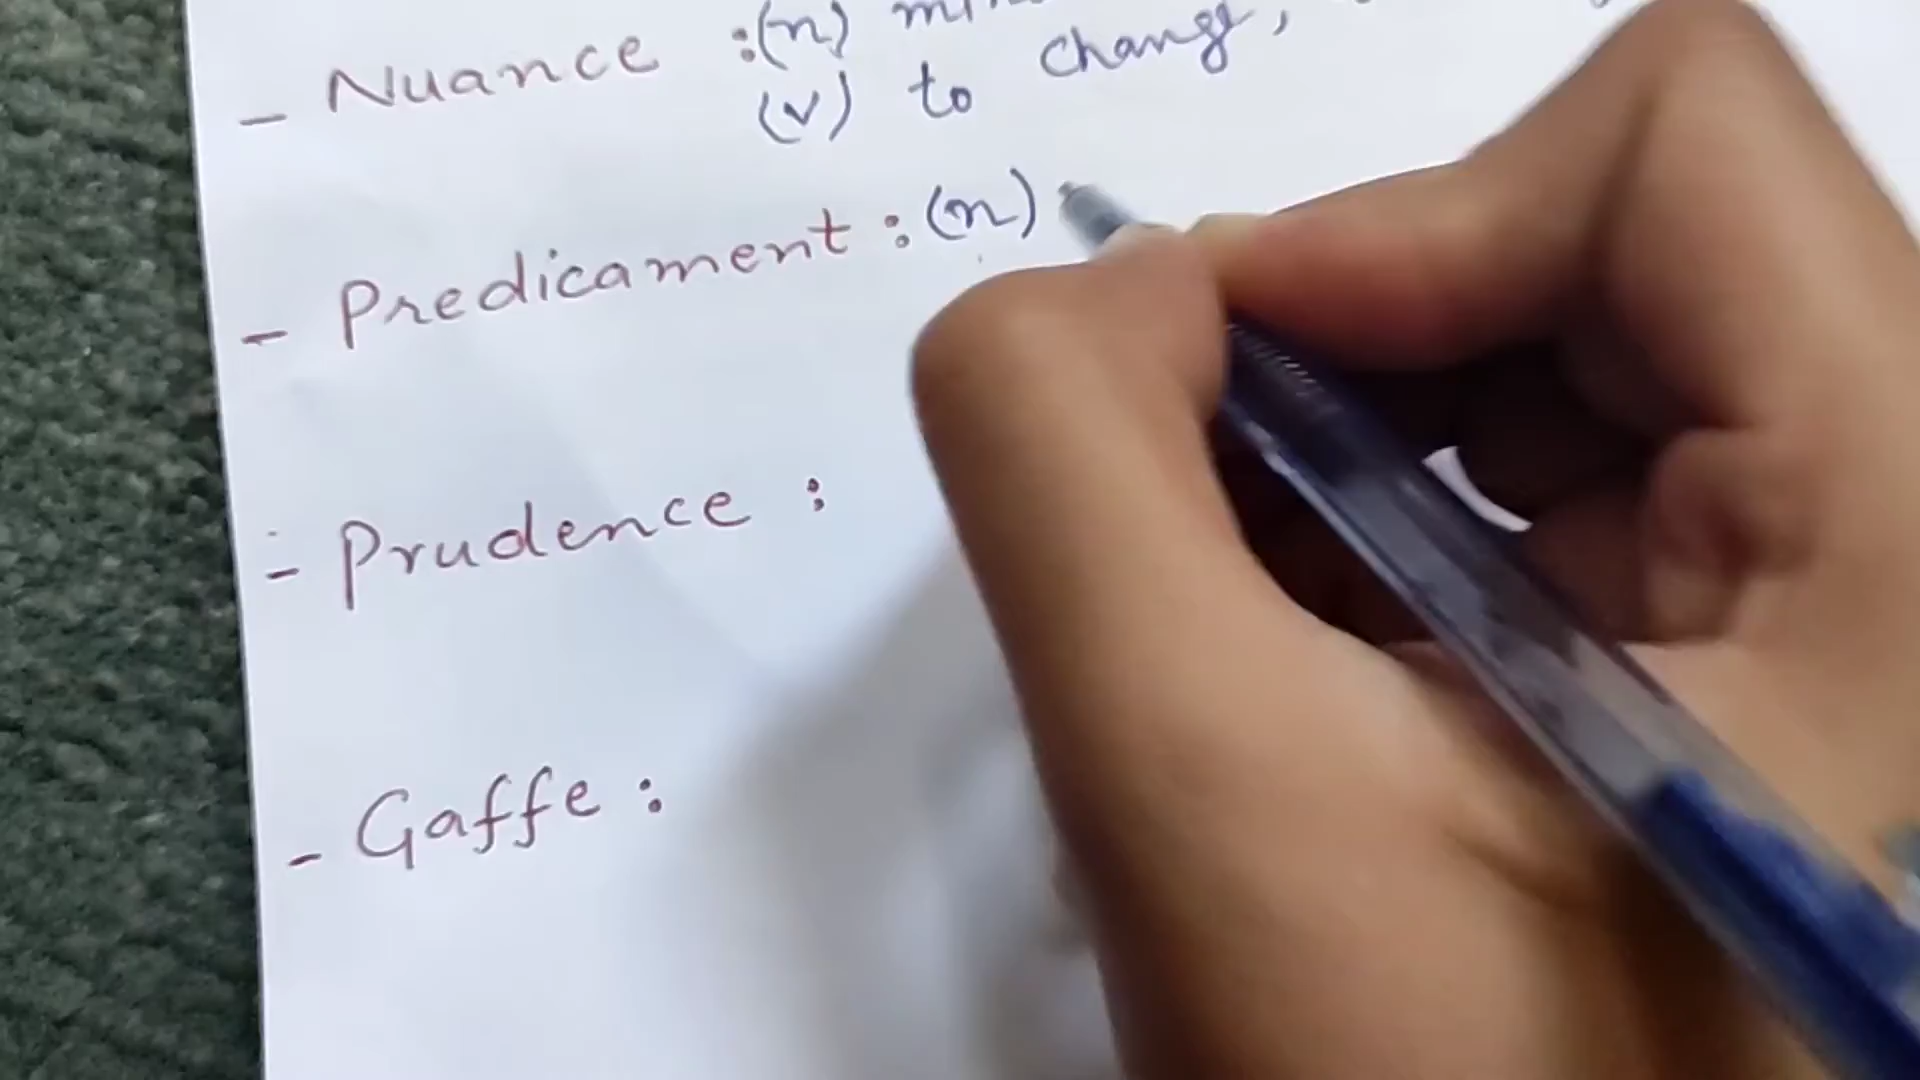 - Nuance : (n)
(v) to change,
- Predicament : (n)
- Prudence :
- Gaffe :